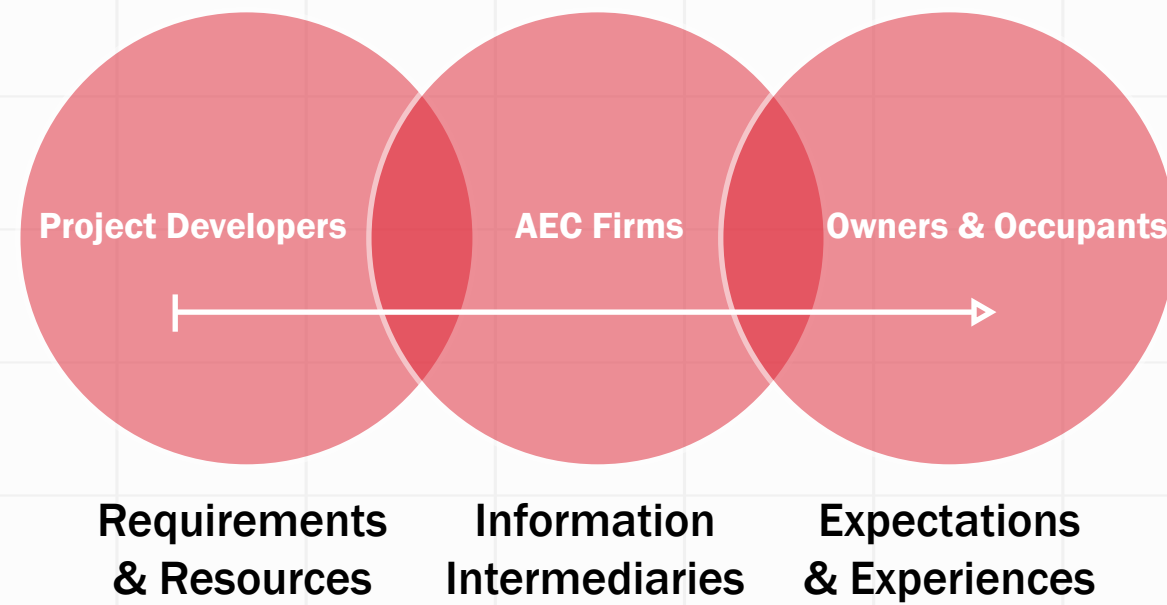 Project Developers
AEC Firms
Owners & Occupants
Requirements
& Resources
Information
Intermediaries
Expectations
& Experiences